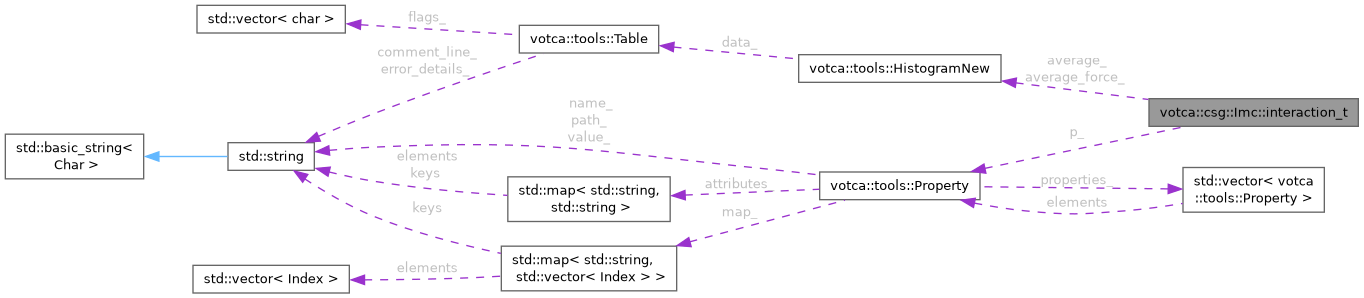 std::vector< char >
flags_
votca::tools::Table
comment_line_
error_details_
data_
votca::tools::HistogramNew
average_
average_force_
votca::csg::Imc::interaction_t
name_
path_
value_
p_
std::basic_string<
Char >
std::string
elements
keys
std::map< std::string,
std::string >
attributes_
votca::tools::Property
properties_
elements
std::vector< votca
::tools::Property >
keys
map_
std::map< std::string,
std::vector< Index > >
elements
std::vector< Index >